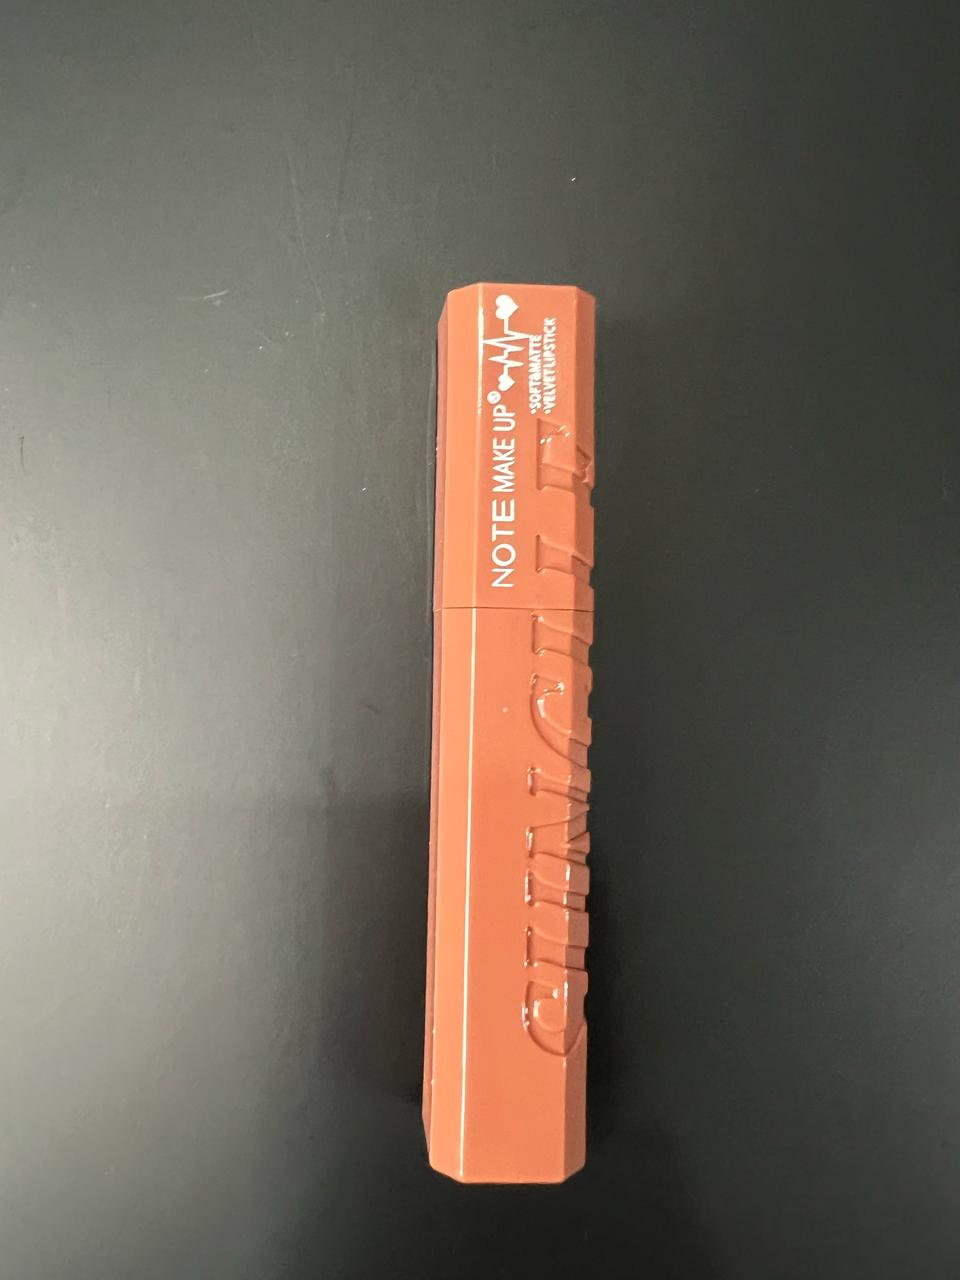 NOTE MAKE UP®
•SOFT&MATTE
•VELVET LIPSTICK